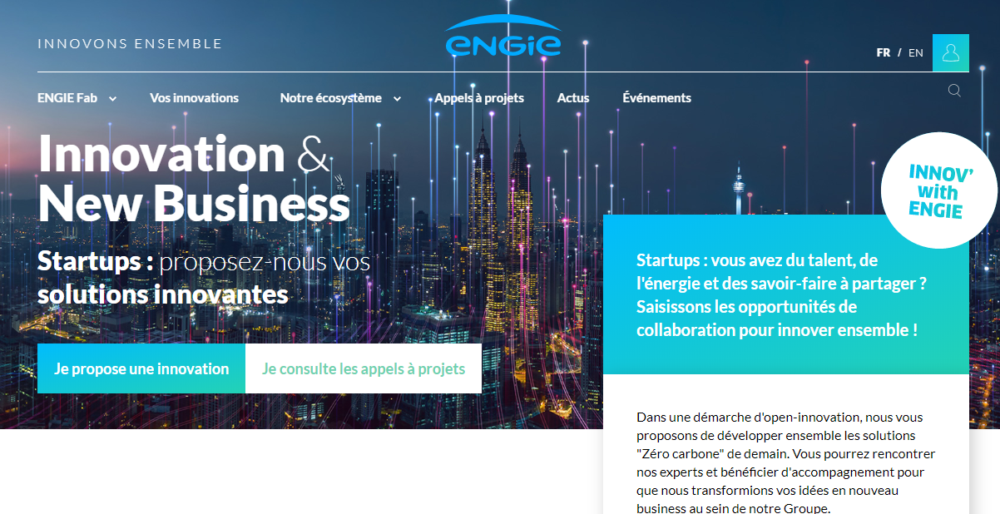 INNOVONS ENSEMBLE
ENGIE
FR / EN
ENGIE Fab
Vos innovations
Notre écosystème
Appels à projets
Actus
Événements
Innovation &
New Business
Startups : proposez-nous vos
solutions innovantes
Je propose une innovation
Je consulte les appels à projets
INNOV'
with
ENGIE
Startups : vous avez du talent, de
l'énergie et des savoir-faire à partager ?
Saisissons les opportunités de
collaboration pour innover ensemble !
Dans une démarche d'open-innovation, nous vous
proposons de développer ensemble les solutions
"Zéro carbone" de demain. Vous pourrez rencontrer
nos experts et bénéficier d'accompagnement pour
que nous transformions vos idées en nouveau
business au sein de notre Groupe.